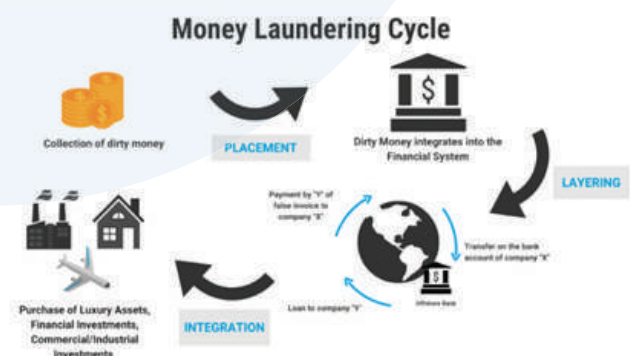 Money Laundering Cycle
$
$
Collection of dirty money
PLACEMENT
Dirty Money integrates into the
Financial System
LAYERING
Payment by "Y" of
false invoice to
company "X"
Transfer on the bank
account of company "X"
$
Offshore Bank
Loan to company "Y"
INTEGRATION
Purchase of Luxury Assets,
Financial Investments,
Commercial/Industrial
Investments